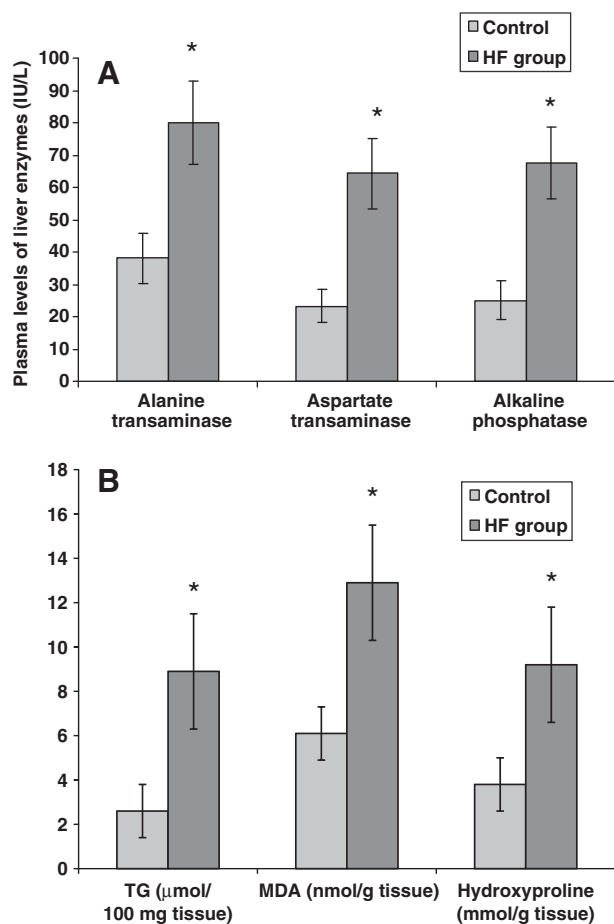 Control
HF group
A
Plasma levels of liver enzymes (IU/L)
100
90
80
70
60
50
40
30
20
10
0
*
*
*
Alanine transaminase
Aspartate transaminase
Alkaline phosphatase
B
Control
HF group
18
16
14
12
10
8
6
4
2
0
*
*
*
TG (μmol/
100 mg tissue)
MDA (nmol/g tissue)
Hydroxyproline
(mmol/g tissue)